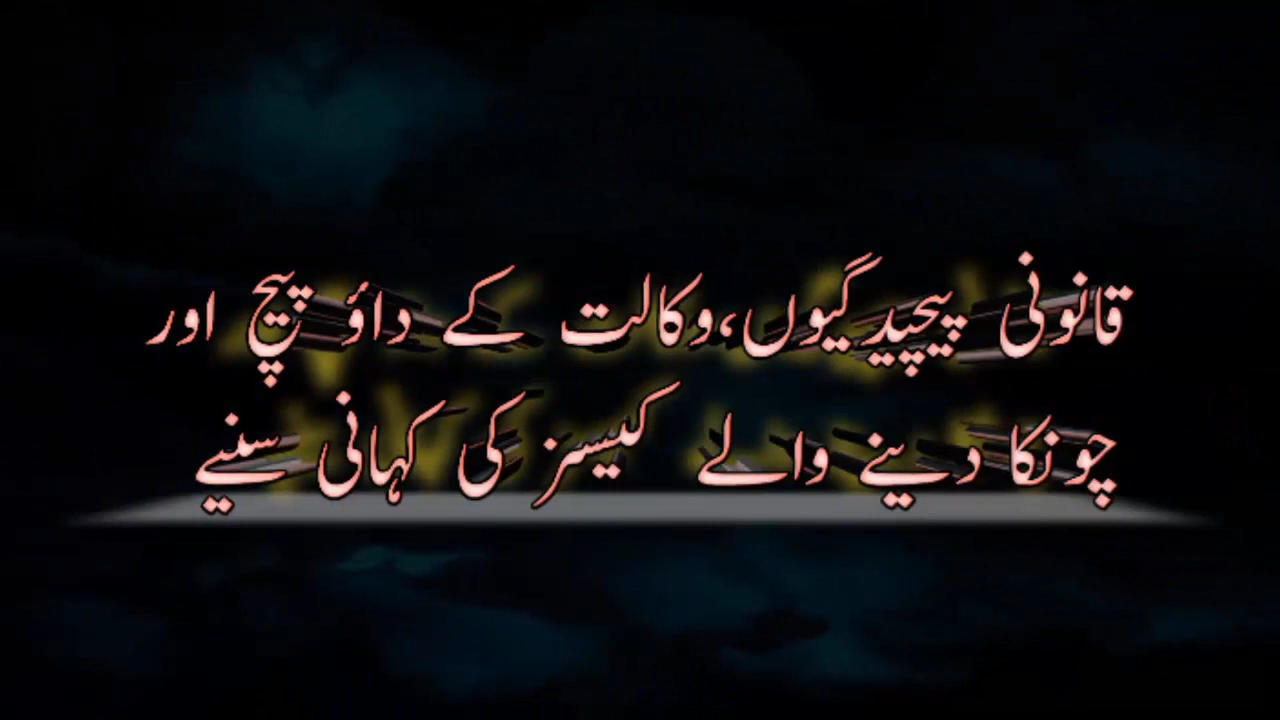 قانونی پیچیدگیوں،وکالت کے داؤ پیچ اور
چونکا دینے والے کیسز کی کہانی سنیے